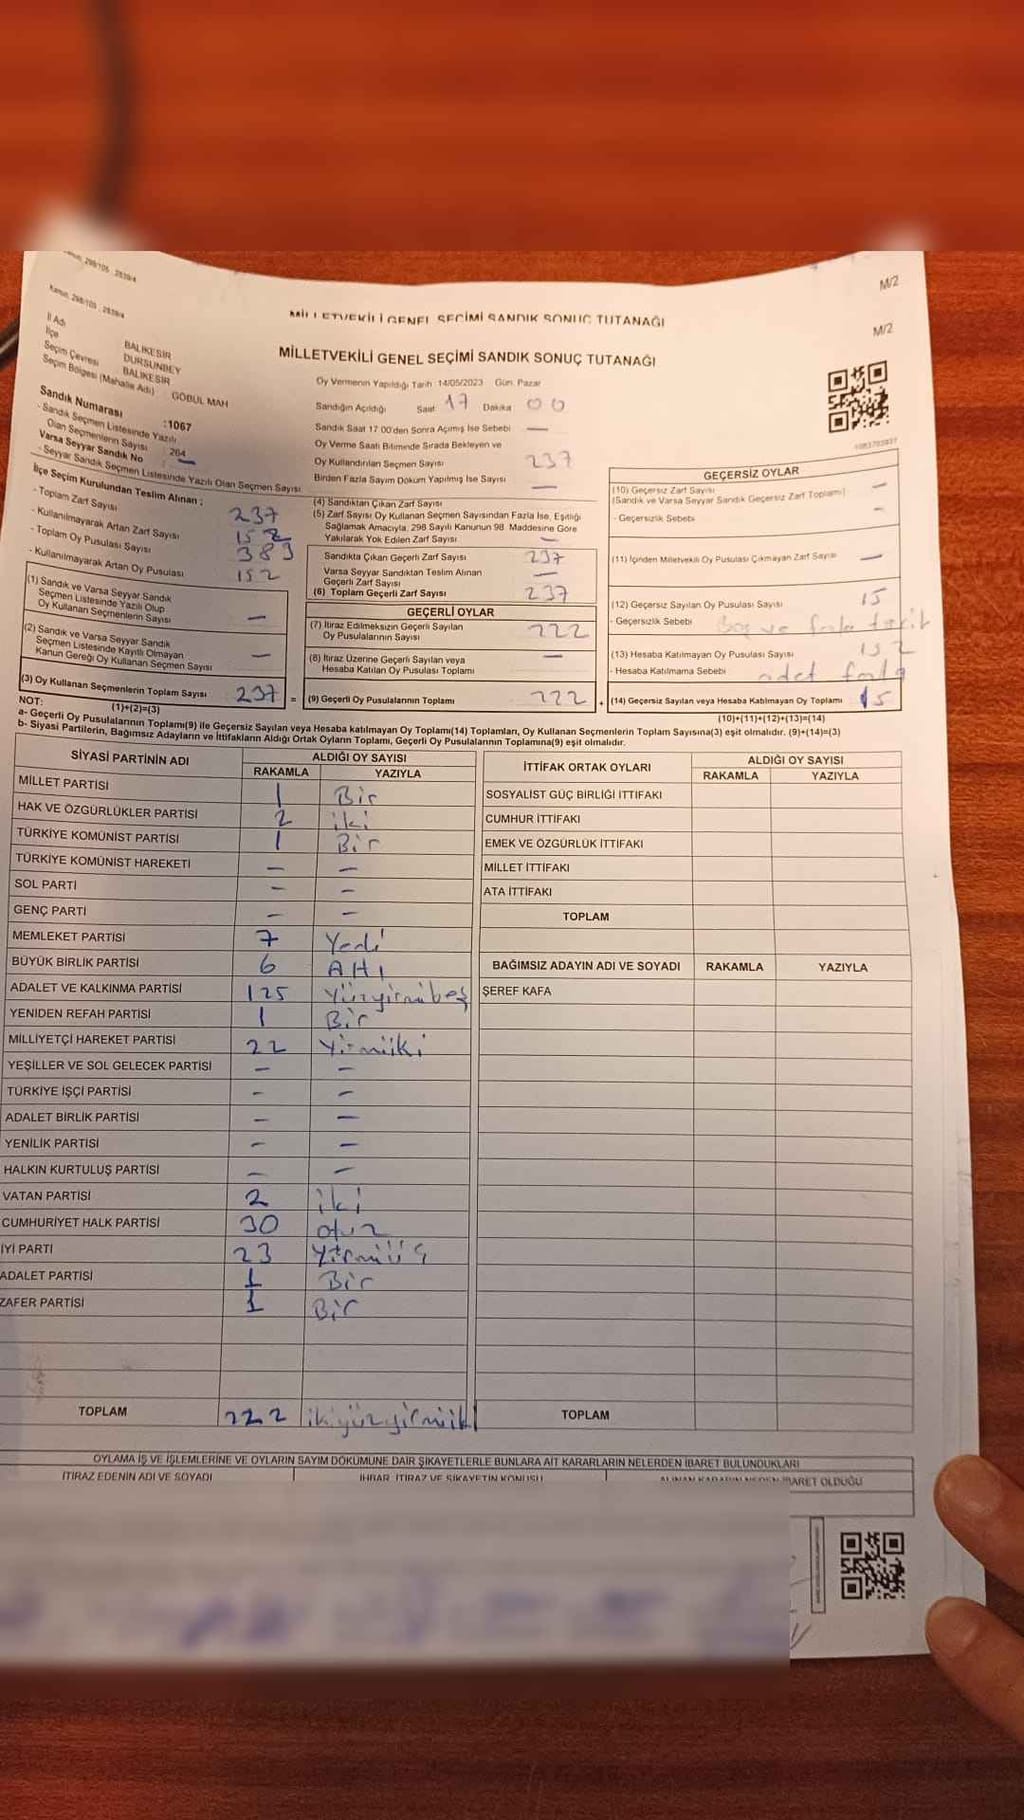 Kanun, 298/105 , 2839/4
M/2
MİLLETVEKİLİ GENEL SEÇİMİ SANDIK SONUÇ TUTANAĞI
M/2
MİLLETVEKİLİ GENEL SEÇİMİ SANDIK SONUÇ TUTANAĞI
İl Adı BALIKESİR
İlçe DURSUNBEY
Seçim Çevresi BALIKESİR
Seçim Bölgesi (Mahalle Adı) GÖBÜL MAH
Sandık Numarası :1067
- Sandık Seçmen Listesinde Yazılı
Olan Seçmenlerin Sayısı : 264
Varsa Seyyar Sandık No : —
- Seyyar Sandık Seçmen Listesinde Yazılı Olan Seçmen Sayısı
Oy Vermenin Yapıldığı Tarih :14/05/2023 Gün: Pazar
Sandığın Açıldığı Saat 17 Dakika 00
Sandık Saat 17.00'den Sonra Açımış İse Sebebi —
Oy Verme Saati Bitiminde Sırada Bekleyen ve
Oy Kullandırılan Seçmen Sayısı 237
Birden Fazla Sayım Döküm Yapılmış İse Sayısı —
İlçe Seçim Kurulundan Teslim Alınan ;
- Toplam Zarf Sayısı 237
- Kullanılmayarak Artan Zarf Sayısı 152
- Toplam Oy Pusulası Sayısı 389
- Kullanılmayarak Artan Oy Pusulası 152
(1) Sandık ve Varsa Seyyar Sandık
Seçmen Listesinde Yazılı Olup
Oy Kullanan Seçmenlerin Sayısı —
(2) Sandık ve Varsa Seyyar Sandık
Seçmen Listesinde Kayıtlı Olmayan
Kanun Gereği Oy Kullanan Seçmen Sayısı —
(3) Oy Kullanan Seçmenlerin Toplam Sayısı 237 =
(1)+(2)=(3)
(4) Sandıktan Çıkan Zarf Sayısı
(5) Zarf Sayısı Oy Kullanan Seçmen Sayısından Fazla İse, Eşitliği
Sağlamak Amacıyla, 298 Sayılı Kanunun 98. Maddesine Göre
Yakılarak Yok Edilen Zarf Sayısı —
Sandıkta Çıkan Geçerli Zarf Sayısı 237
Varsa Seyyar Sandıktan Teslim Alınan
Geçerli Zarf Sayısı —
(6) Toplam Geçerli Zarf Sayısı 237
GEÇERLİ OYLAR
(7) İtiraz Edilmeksizin Geçerli Sayılan
Oy Pusulalarının Sayısı 222
(8) İtiraz Üzerine Geçerli Sayılan veya
Hesaba Katılan Oy Pusulası Toplamı —
(9) Geçerli Oy Pusulalarının Toplamı 222 +
GEÇERSİZ OYLAR
(10) Geçersiz Zarf Sayısı —
(Sandık ve Varsa Seyyar Sandık Geçersiz Zarf Toplamı)
- Geçersizlik Sebebi —
(11) İçinden Milletvekili Oy Pusulası Çıkmayan Zarf Sayısı —
(12) Geçersiz Sayılan Oy Pusulası Sayısı 15
- Geçersizlik Sebebi Boş ve fazla tercih
(13) Hesaba Katılmayan Oy Pusulası Sayısı 152
- Hesaba Katılmama Sebebi adet fazla
(14) Geçersiz Sayılan veya Hesaba Katılmayan Oy Toplamı 15
(10)+(11)+(12)+(13)=(14)
NOT:
a- Geçerli Oy Pusulalarının Toplamı(9) ile Geçersiz Sayılan veya Hesaba katılmayan Oy Toplamı(14) Toplamları, Oy Kullanan Seçmenlerin Toplam Sayısına(3) eşit olmalıdır. (9)+(14)=(3)
b- Siyasi Partilerin, Bağımsız Adayların ve İttifakların Aldığı Ortak Oyların Toplamı, Geçerli Oy Pusulalarının Toplamına(9) eşit olmalıdır.
SİYASİ PARTİNİN ADI ALDIĞI OY SAYISI
RAKAMLA YAZIYLA
MİLLET PARTİSİ 1 Bir
HAK VE ÖZGÜRLÜKLER PARTİSİ 2 iki
TÜRKİYE KOMÜNİST PARTİSİ 1 Bir
TÜRKİYE KOMÜNİST HAREKETİ — —
SOL PARTİ — —
GENÇ PARTİ — —
MEMLEKET PARTİSİ 7 Yedi
BÜYÜK BİRLİK PARTİSİ 6 Altı
ADALET VE KALKINMA PARTİSİ 125 Yüzyirmibeş
YENİDEN REFAH PARTİSİ 1 Bir
MİLLİYETÇİ HAREKET PARTİSİ 22 Yirmiiki
YEŞİLLER VE SOL GELECEK PARTİSİ — —
TÜRKİYE İŞÇİ PARTİSİ — —
ADALET BİRLİK PARTİSİ — —
YENİLİK PARTİSİ — —
HALKIN KURTULUŞ PARTİSİ — —
VATAN PARTİSİ 2 iki
CUMHURİYET HALK PARTİSİ 30 otuz
İYİ PARTİ 23 Yirmiüç
ADALET PARTİSİ 1 Bir
ZAFER PARTİSİ 1 Bir
TOPLAM 222 ikiyüzyirmiiki
İTTİFAK ORTAK OYLARI ALDIĞI OY SAYISI
RAKAMLA YAZIYLA
SOSYALİST GÜÇ BİRLİĞİ İTTİFAKI
CUMHUR İTTİFAKI
EMEK VE ÖZGÜRLÜK İTTİFAKI
MİLLET İTTİFAKI
ATA İTTİFAKI
TOPLAM
BAĞIMSIZ ADAYIN ADI VE SOYADI RAKAMLA YAZIYLA
ŞEREF KAFA
TOPLAM
OYLAMA İŞ VE İŞLEMLERİNE VE OYLARIN SAYIM DÖKÜMÜNE DAİR ŞİKAYETLERLE BUNLARA AİT KARARLARIN NELERDEN İBARET BULUNDUKLARI
İTİRAZ EDENİN ADI VE SOYADI İHBAR, İTİRAZ VE ŞİKAYETİN KONUSU ALINAN KARARIN NEDEN İBARET OLDUĞU